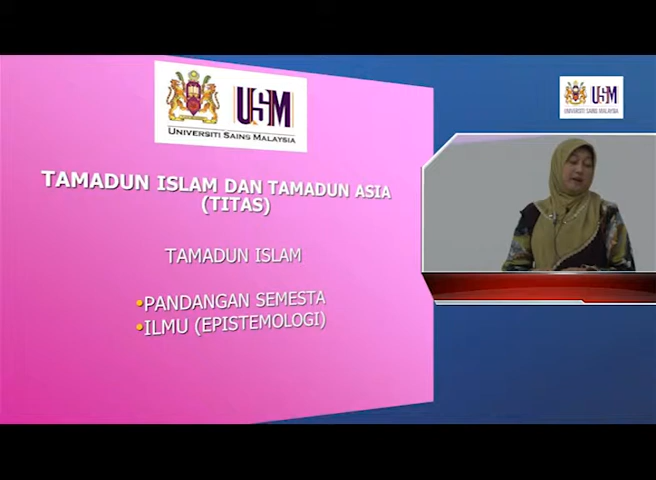 USM
UNIVERSITI SAINS MALAYSIA
USM
UNIVERSITI SAINS MALAYSIA
TAMADUN ISLAM DAN TAMADUN ASIA
(TITAS)
TAMADUN ISLAM
•PANDANGAN SEMESTA
•ILMU (EPISTEMOLOGI)